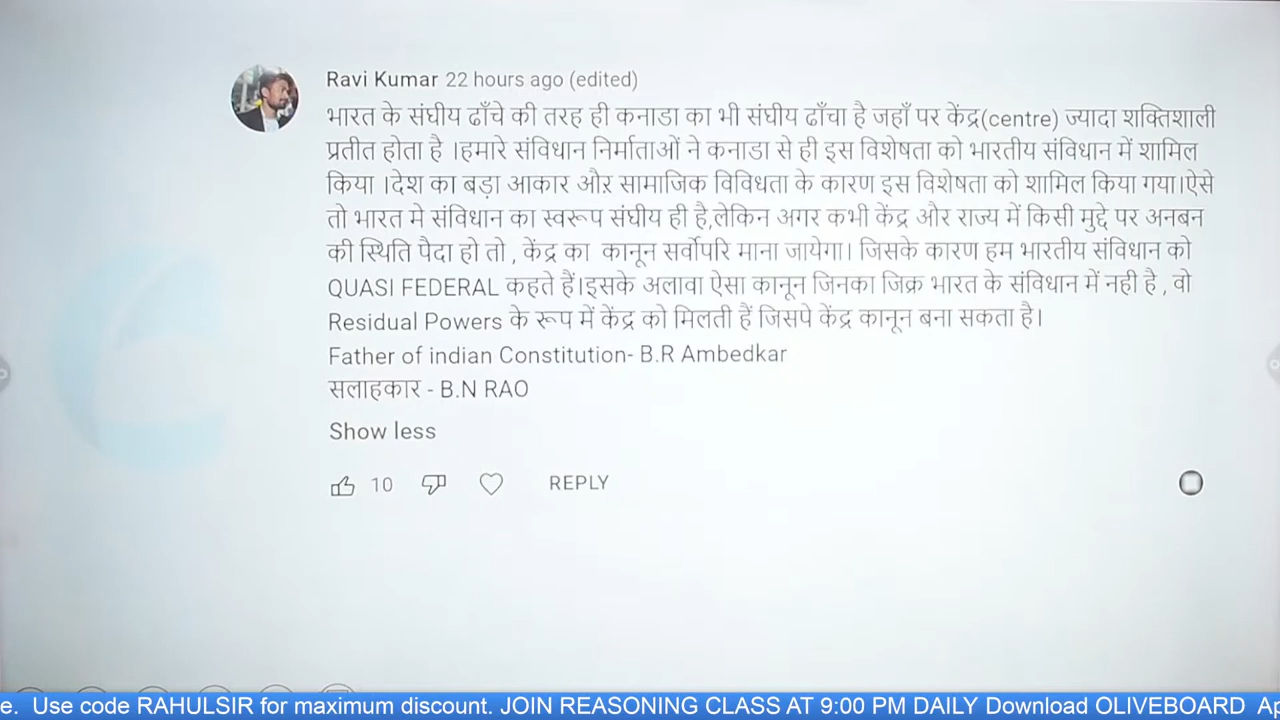 Ravi Kumar 22 hours ago (edited)
भारत के संघीय ढाँचे की तरह ही कनाडा का भी संघीय ढाँचा है जहाँ पर केंद्र(centre) ज्यादा शक्तिशाली
प्रतीत होता है ।हमारे संविधान निर्माताओं ने कनाडा से ही इस विशेषता को भारतीय संविधान में शामिल
किया ।देश का बड़ा आकार और सामाजिक विविधता के कारण इस विशेषता को शामिल किया गया।ऐसे
तो भारत मे संविधान का स्वरूप संघीय ही है,लेकिन अगर कभी केंद्र और राज्य में किसी मुद्दे पर अनबन
की स्थिति पैदा हो तो , केंद्र का कानून सर्वोपरि माना जायेगा। जिसके कारण हम भारतीय संविधान को
QUASI FEDERAL कहते हैं।इसके अलावा ऐसा कानून जिनका जिक्र भारत के संविधान में नही है , वो
Residual Powers के रूप में केंद्र को मिलती हैं जिसपे केंद्र कानून बना सकता है।
Father of indian Constitution- B.R Ambedkar
सलाहकार - B.N RAO
Show less
10 REPLY
e. Use code RAHULSIR for maximum discount. JOIN REASONING CLASS AT 9:00 PM DAILY Download OLIVEBOARD Ap